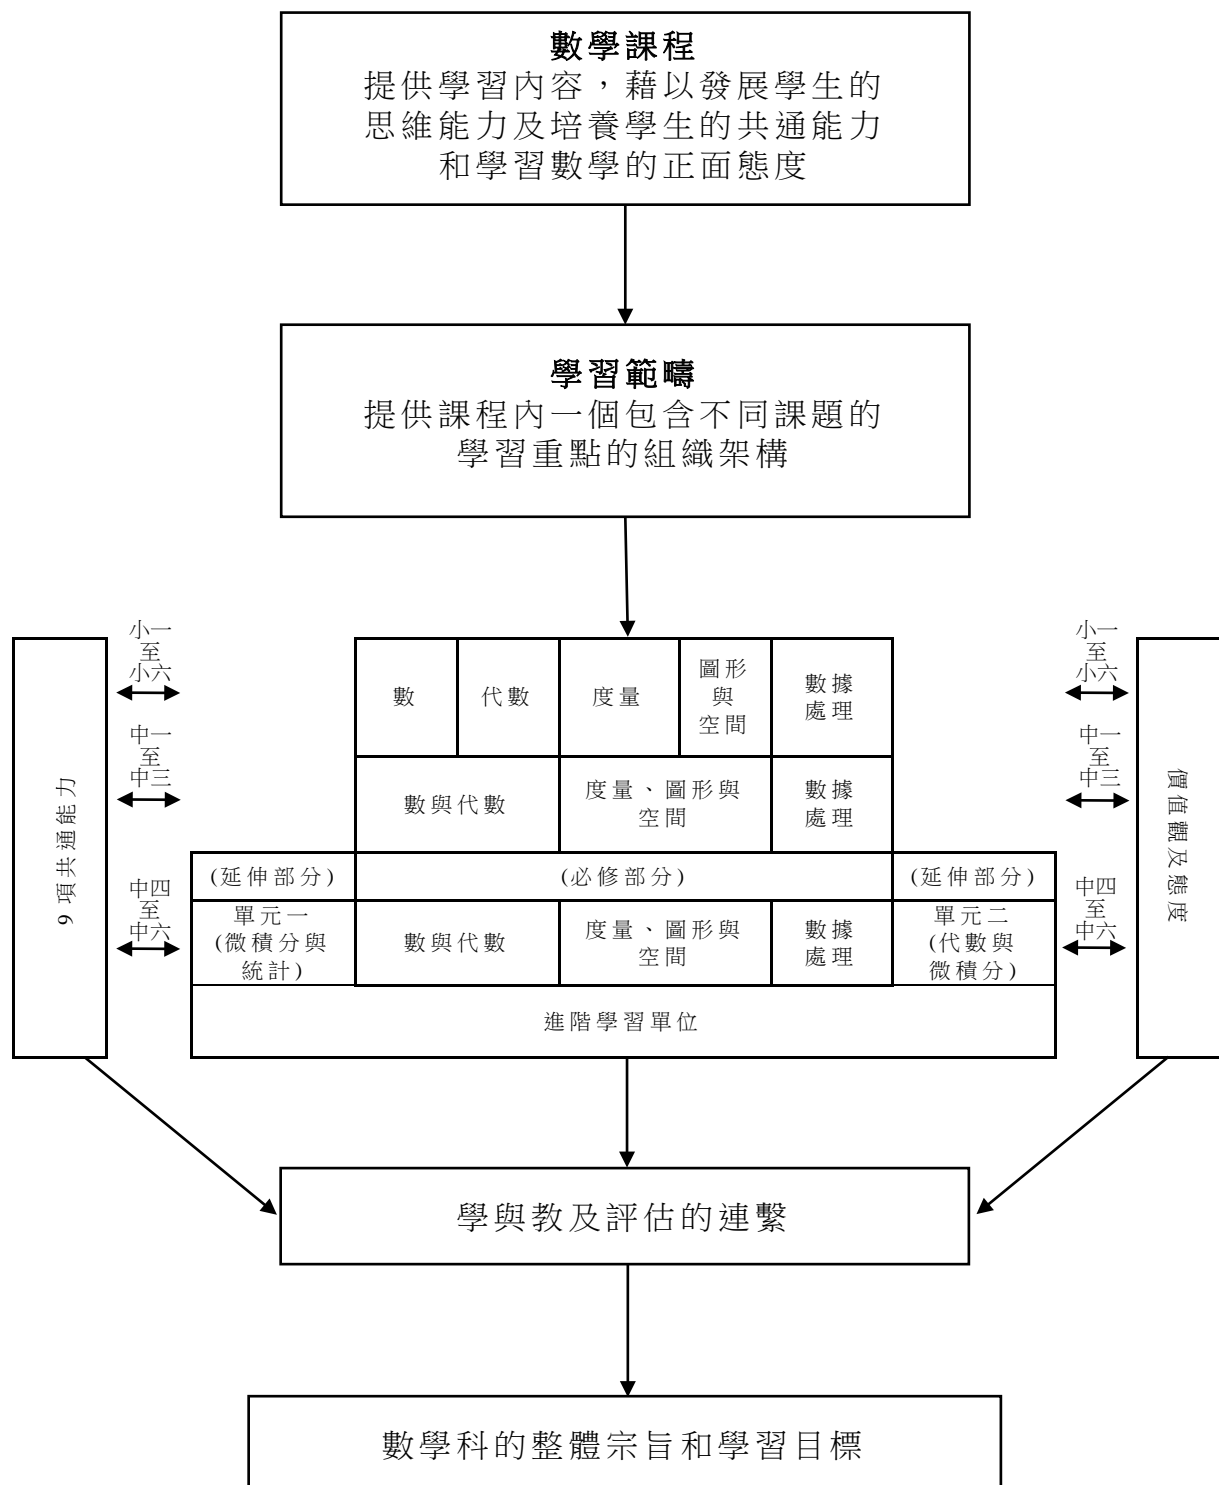 數學課程
提供學習內容，藉以發展學生的
思維能力及培養學生的共通能力
和學習數學的正面態度
學習範疇
提供課程內一個包含不同課題的
學習重點的組織架構
9 項共通能力
小一
至
小六
中一
至
中三
中四
至
中六
數
代數
度量
圖形
與
空間
數據
處理
數與代數
度量、圖形與
空間
數據
處理
(延伸部分)
(必修部分)
(延伸部分)
單元一
(微積分與
統計)
數與代數
度量、圖形與
空間
數據
處理
單元二
(代數與
微積分)
進階學習單位
小一
至
小六
中一
至
中三
中四
至
中六
價值觀及態度
學與教及評估的連繫
數學科的整體宗旨和學習目標